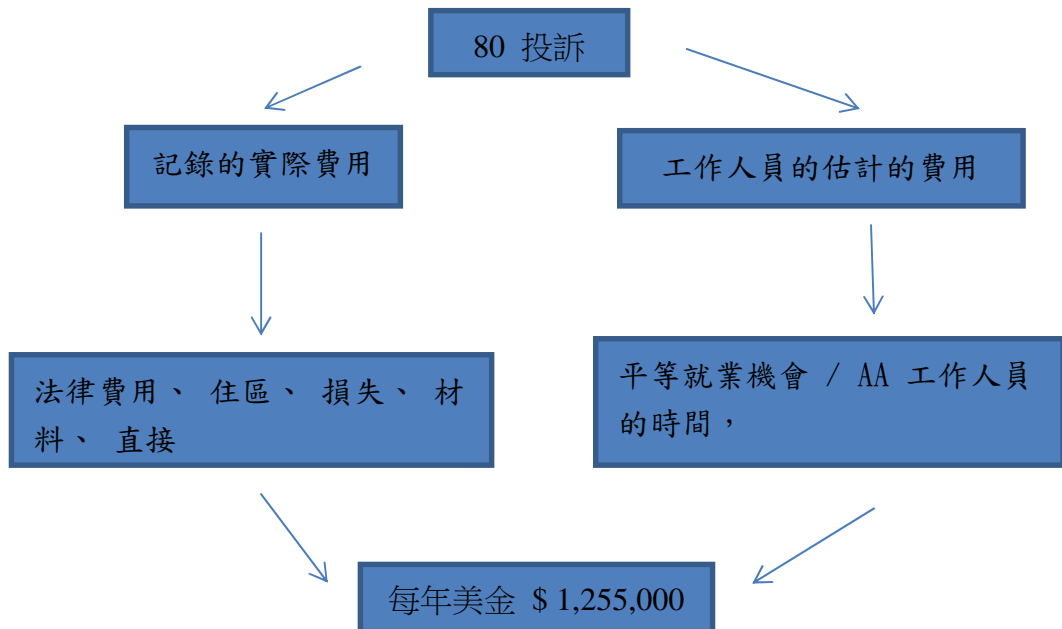 80 投訴
記錄的實際費用
工作人員的估計的費用
法律費用、 住區、 損失、 材
料、 直接
平等就業機會 / AA 工作人員
的時間，
每年美金 $ 1,255,000